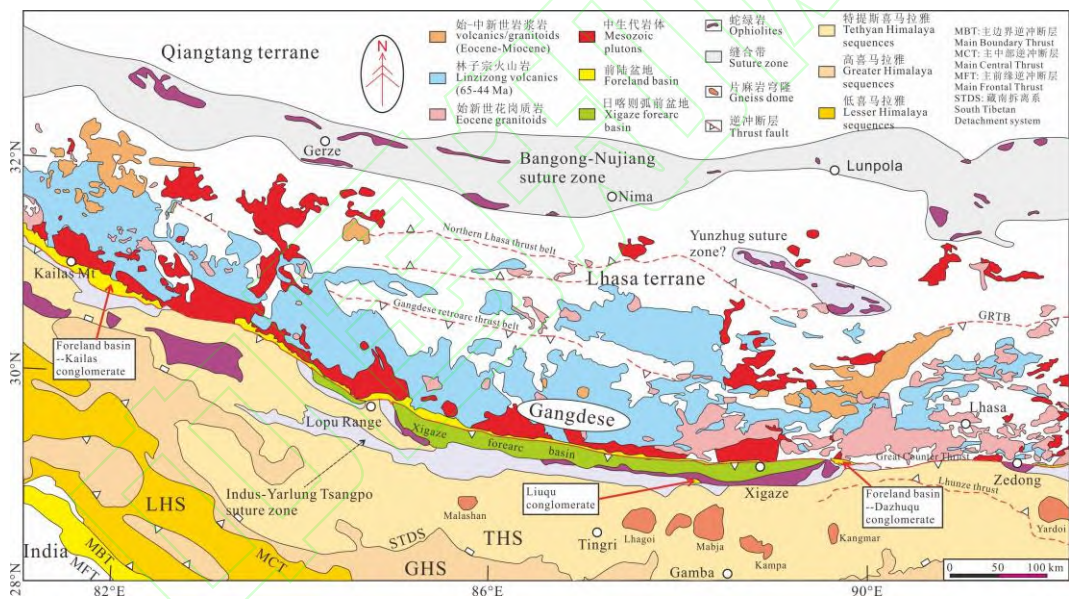 始–中新世岩浆岩
volcanics/granitoids
(Eocene-Miocene)
林子宗火山岩
Linzizong volcanics
(65-44 Ma)
始新世花岗质岩
Eocene granitoids
中生代岩体
Mesozoic
plutons
前陆盆地
Foreland basin
日喀则弧前盆地
Xigaze forearc
basin
蛇绿岩
Ophiolites
缝合带
Suture zone
片麻岩穹隆
Gneiss dome
逆冲断层
Thrust fault
特提斯喜马拉雅
Tethyan Himalaya
sequences
高喜马拉雅
Greater Himalaya
sequences
低喜马拉雅
Lesser Himalaya
sequences
MBT: 主边界逆冲断层
Main Boundary Thrust
MCT: 主中部逆冲断层
Main Central Thrust
MFT: 主前缘逆冲断层
Main Frontal Thrust
STDS: 藏南拆离系
South Tibetan
Detachment system
N
Qiangtang terrane
32°N
Gerze
Bangong-Nujiang
suture zone
Lunpola
Nima
Northern Lhasa thrust belt
Yunzhug suture
zone?
Kailas Mt
Lhasa terrane
Gangdese retroarc thrust belt
GRTB
Foreland basin
--Kailas
conglomerate
30°N
Lopu Range
Gangdese
Lhasa
Xigaze forearc basin
Great Counter Thrust
Zedong
Indus-Yarlung Tsangpo
suture zone
Liuqu
conglomerate
Xigaze
Foreland basin
--Dazhuqu
conglomerate
Lhunze thrust
LHS
Malashan
THS
STDS
Tingri
Lhagoi
Mabja
Kampa
Kangmar
Yardoi
India
MBT
MFT
MCT
GHS
Gamba
0 50 100 km
28°N
82°E
86°E
90°E